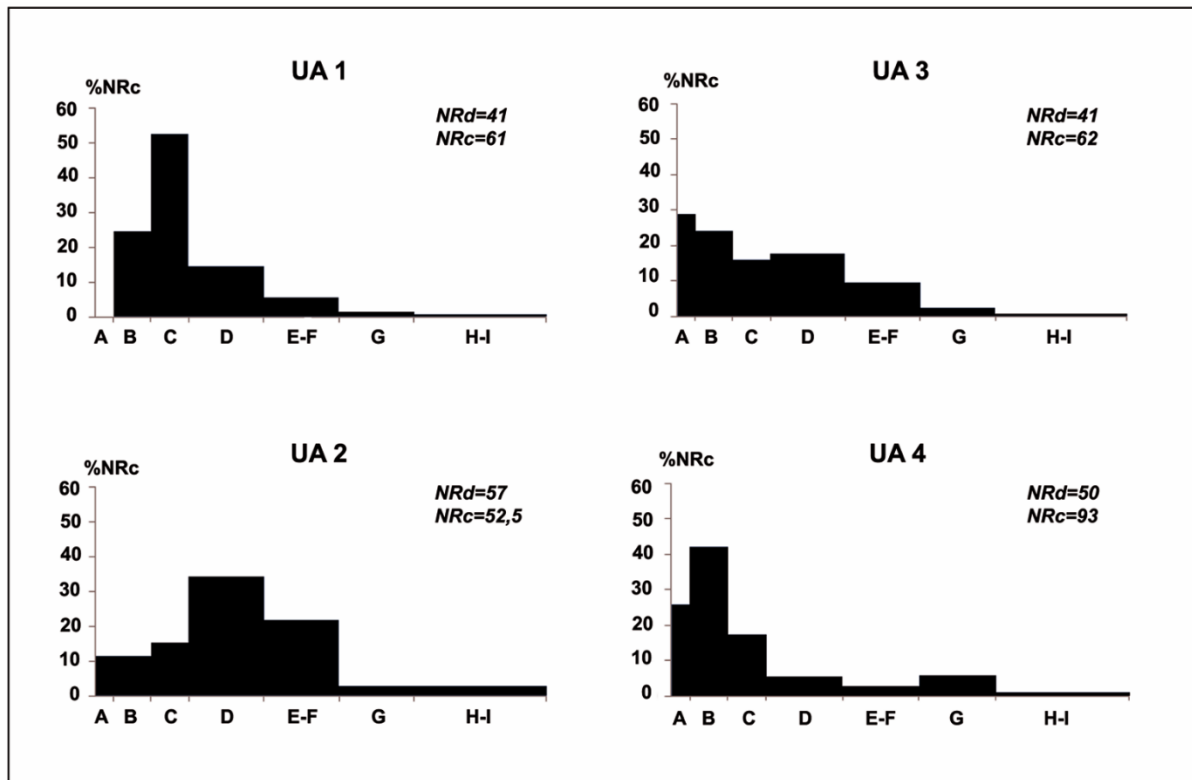 UA 1
%NRc
60
50
40
30
20
10
0
NRd=41
NRc=61
A B C D E-F G H-I
UA 3
%NRc
60
50
40
30
20
10
0
NRd=41
NRc=62
A B C D E-F G H-I
UA 2
%NRc
60
50
40
30
20
10
0
NRd=57
NRc=52,5
A B C D E-F G H-I
UA 4
%NRc
60
50
40
30
20
10
0
NRd=50
NRc=93
A B C D E-F G H-I